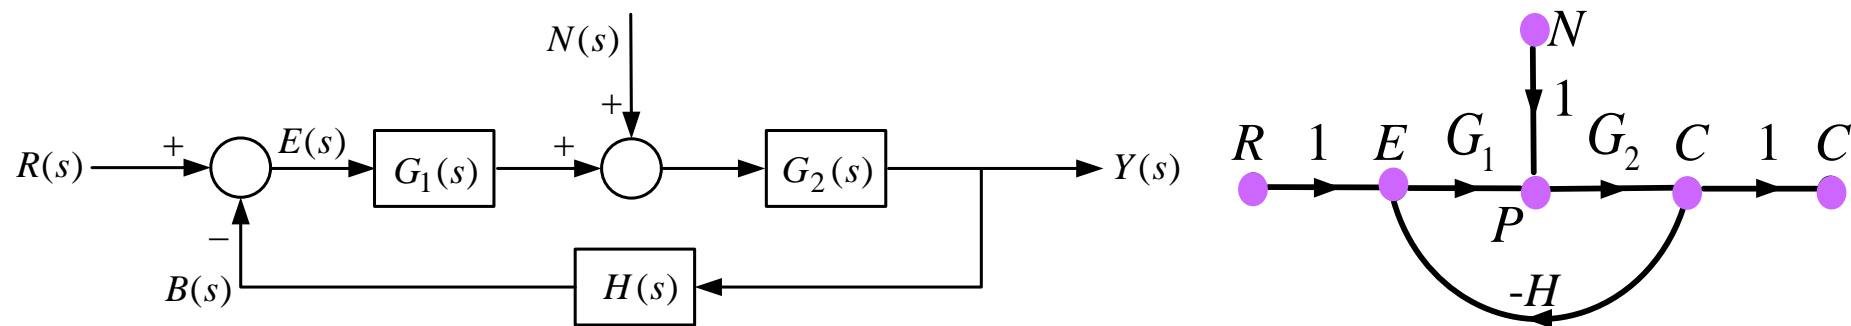 N(s)
+
R(s)
+
E(s)
G₁(s)
+
G₂(s)
Y(s)
−
B(s)
H(s)
N
1
R 1 E G₁ G₂ C 1 C
P
-H